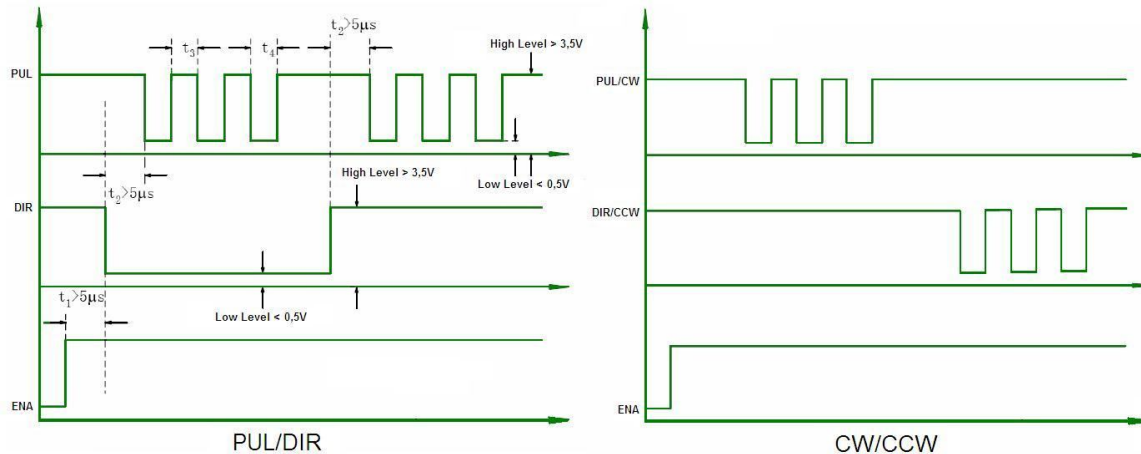 t₂>5μs
t₃
t₄
High Level > 3,5V
PUL
Low Level < 0,5V
t₂>5μs
High Level > 3,5V
DIR
t₁>5μs
Low Level < 0,5V
ENA
PUL/DIR
PUL/CW
DIR/CCW
ENA
CW/CCW